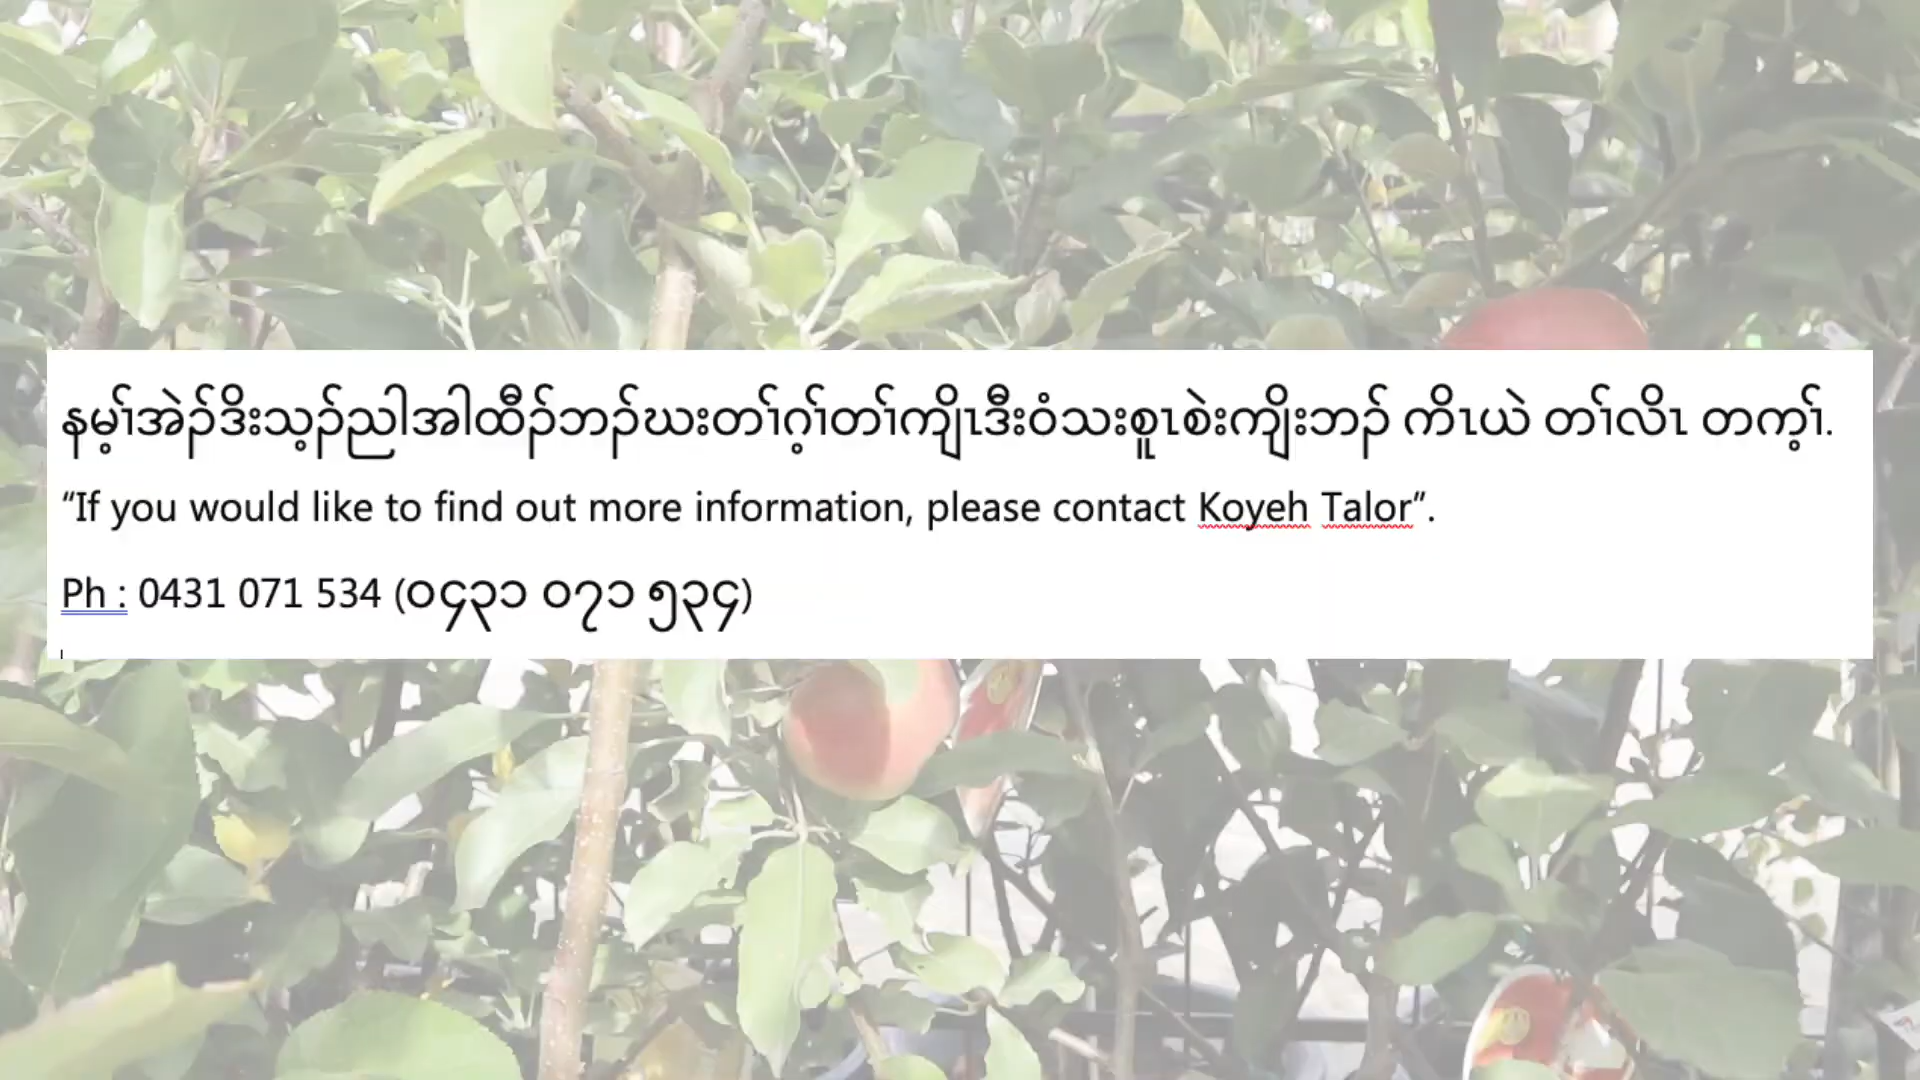 နမ့ၢ်အဲၣ်ဒိးသ့ၣ်ညါအါထီၣ်ဘၣ်ဃးတၢ်ဂ့ၢ်တၢ်ကျိၤဒီးဝံသးစူၤစဲးကျိးဘၣ် ကိၤယဲ တၢ်လိၤ တက့ၢ်.
“If you would like to find out more information, please contact Koyeh Talor”.
Ph : 0431 071 534 (၀၄၃၁ ၀၇၁ ၅၃၄)